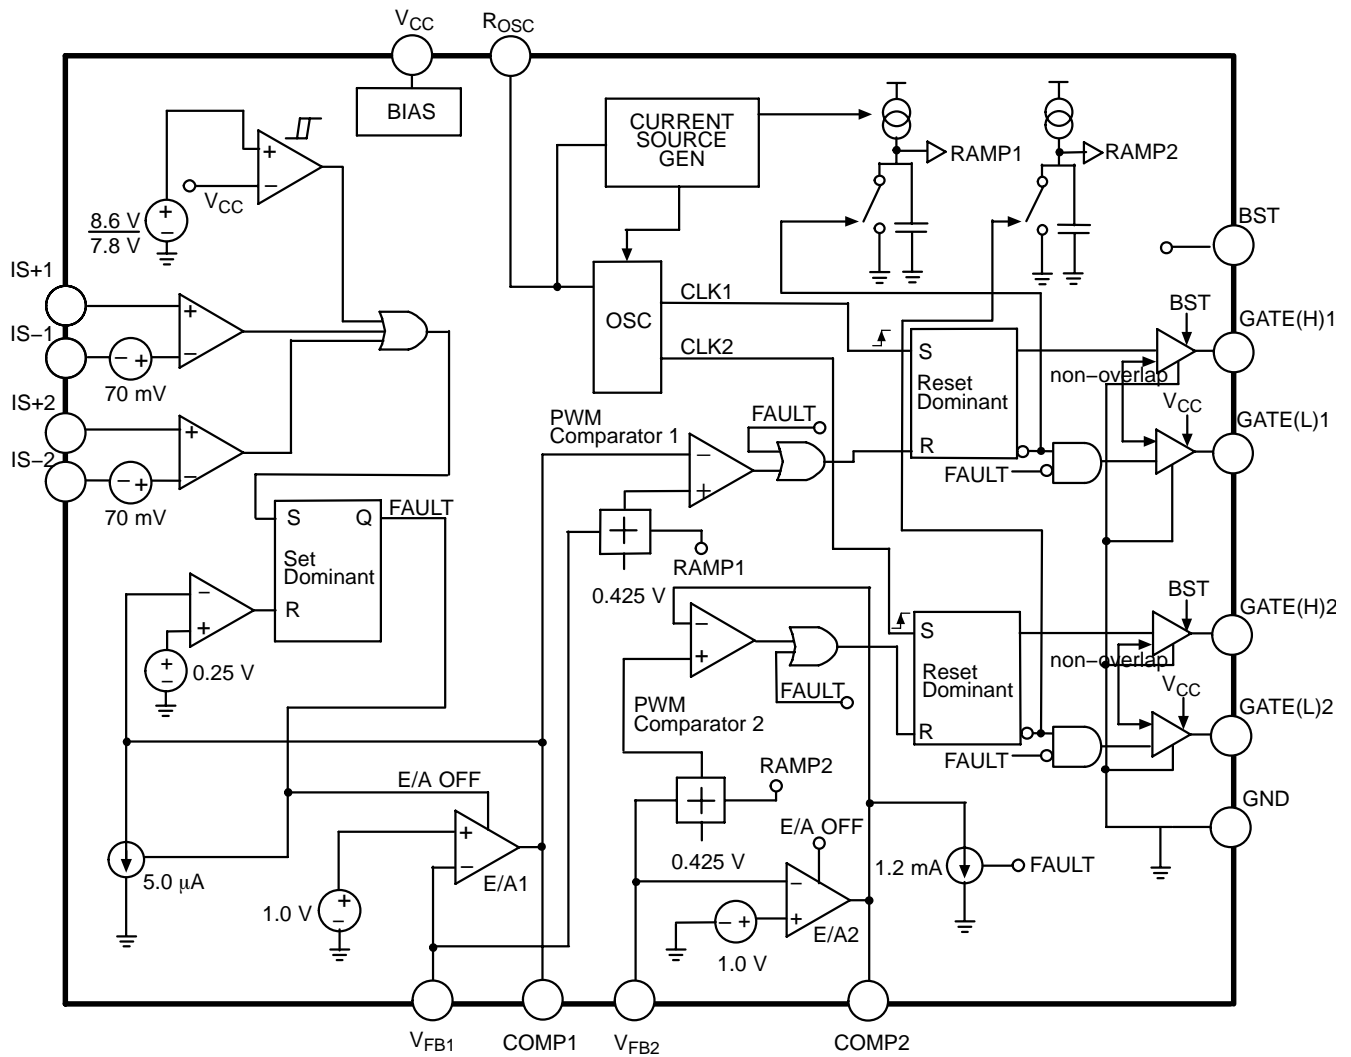 VCC
ROSC
BIAS
CURRENT
SOURCE
GEN
RAMP1
RAMP2
+
−
VCC
8.6 V
7.8 V
+
−
BST
IS+1
IS−1
+
−
− +
70 mV
OSC
CLK1
CLK2
BST
GATE(H)1
S
Reset
Dominant
R
non−overlap
VCC
GATE(L)1
IS+2
IS−2
+
−
− +
70 mV
PWM
Comparator 1
FAULT
−
+
FAULT
S
Q
FAULT
Set
Dominant
R
+
RAMP1
0.425 V
−
+
+
−
0.25 V
BST
GATE(H)2
−
+
S
Reset
Dominant
R
non−overlap
VCC
GATE(L)2
FAULT
PWM
Comparator 2
FAULT
RAMP2
+
0.425 V
E/A OFF
+
−
E/A1
5.0 μA
1.0 V
+
−
E/A OFF
−
+
E/A2
− +
1.0 V
1.2 mA
FAULT
GND
VFB1
COMP1
VFB2
COMP2